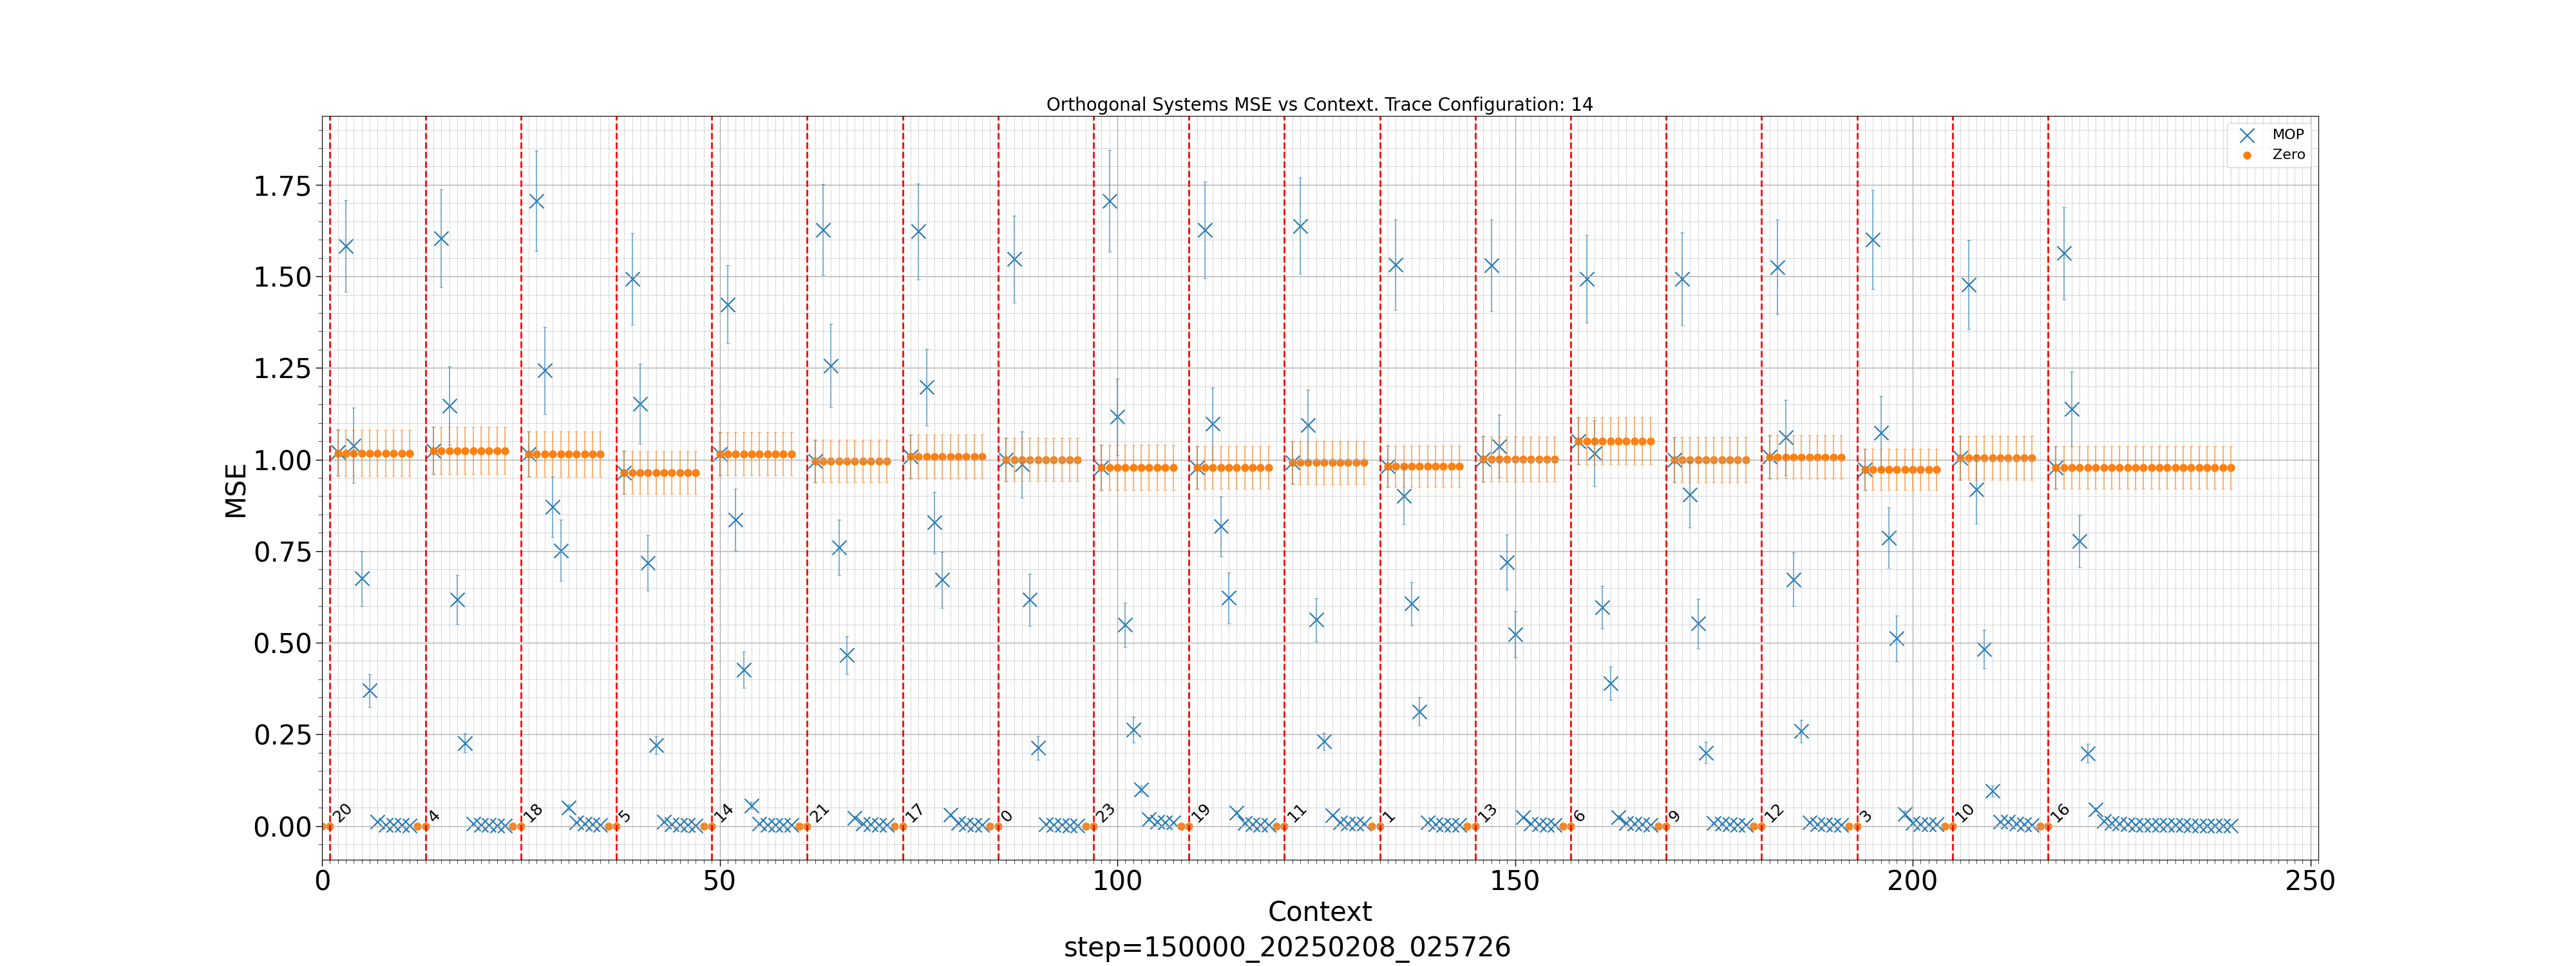 Orthogonal Systems MSE vs Context. Trace Configuration: 14
MOP
Zero
MSE
1.75
1.50
1.25
1.00
0.75
0.50
0.25
0.00
20 4 18 5 14 21 17 0 23 19 11 1 13 6 9 12 3 10 16
0 50 100 150 200 250
Context
step=150000_20250208_025726